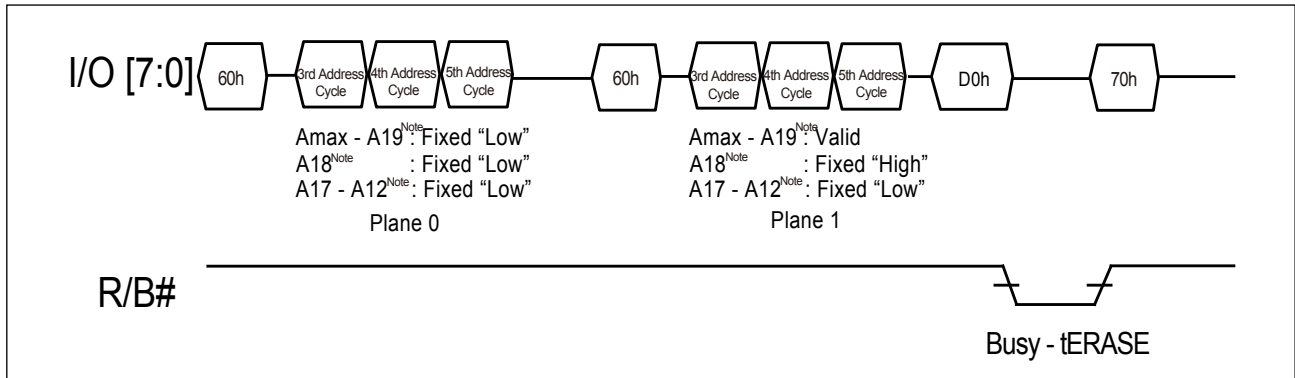 I/O [7:0] 60h 3rd Address Cycle 4th Address Cycle 5th Address Cycle 60h 3rd Address Cycle 4th Address Cycle 5th Address Cycle D0h 70h
Amax - A19Note: Fixed “Low”
A18Note : Fixed “Low”
A17 - A12Note : Fixed “Low”
Plane 0
Amax - A19Note: Valid
A18Note : Fixed “High”
A17 - A12Note : Fixed “Low”
Plane 1
R/B#
Busy - tERASE